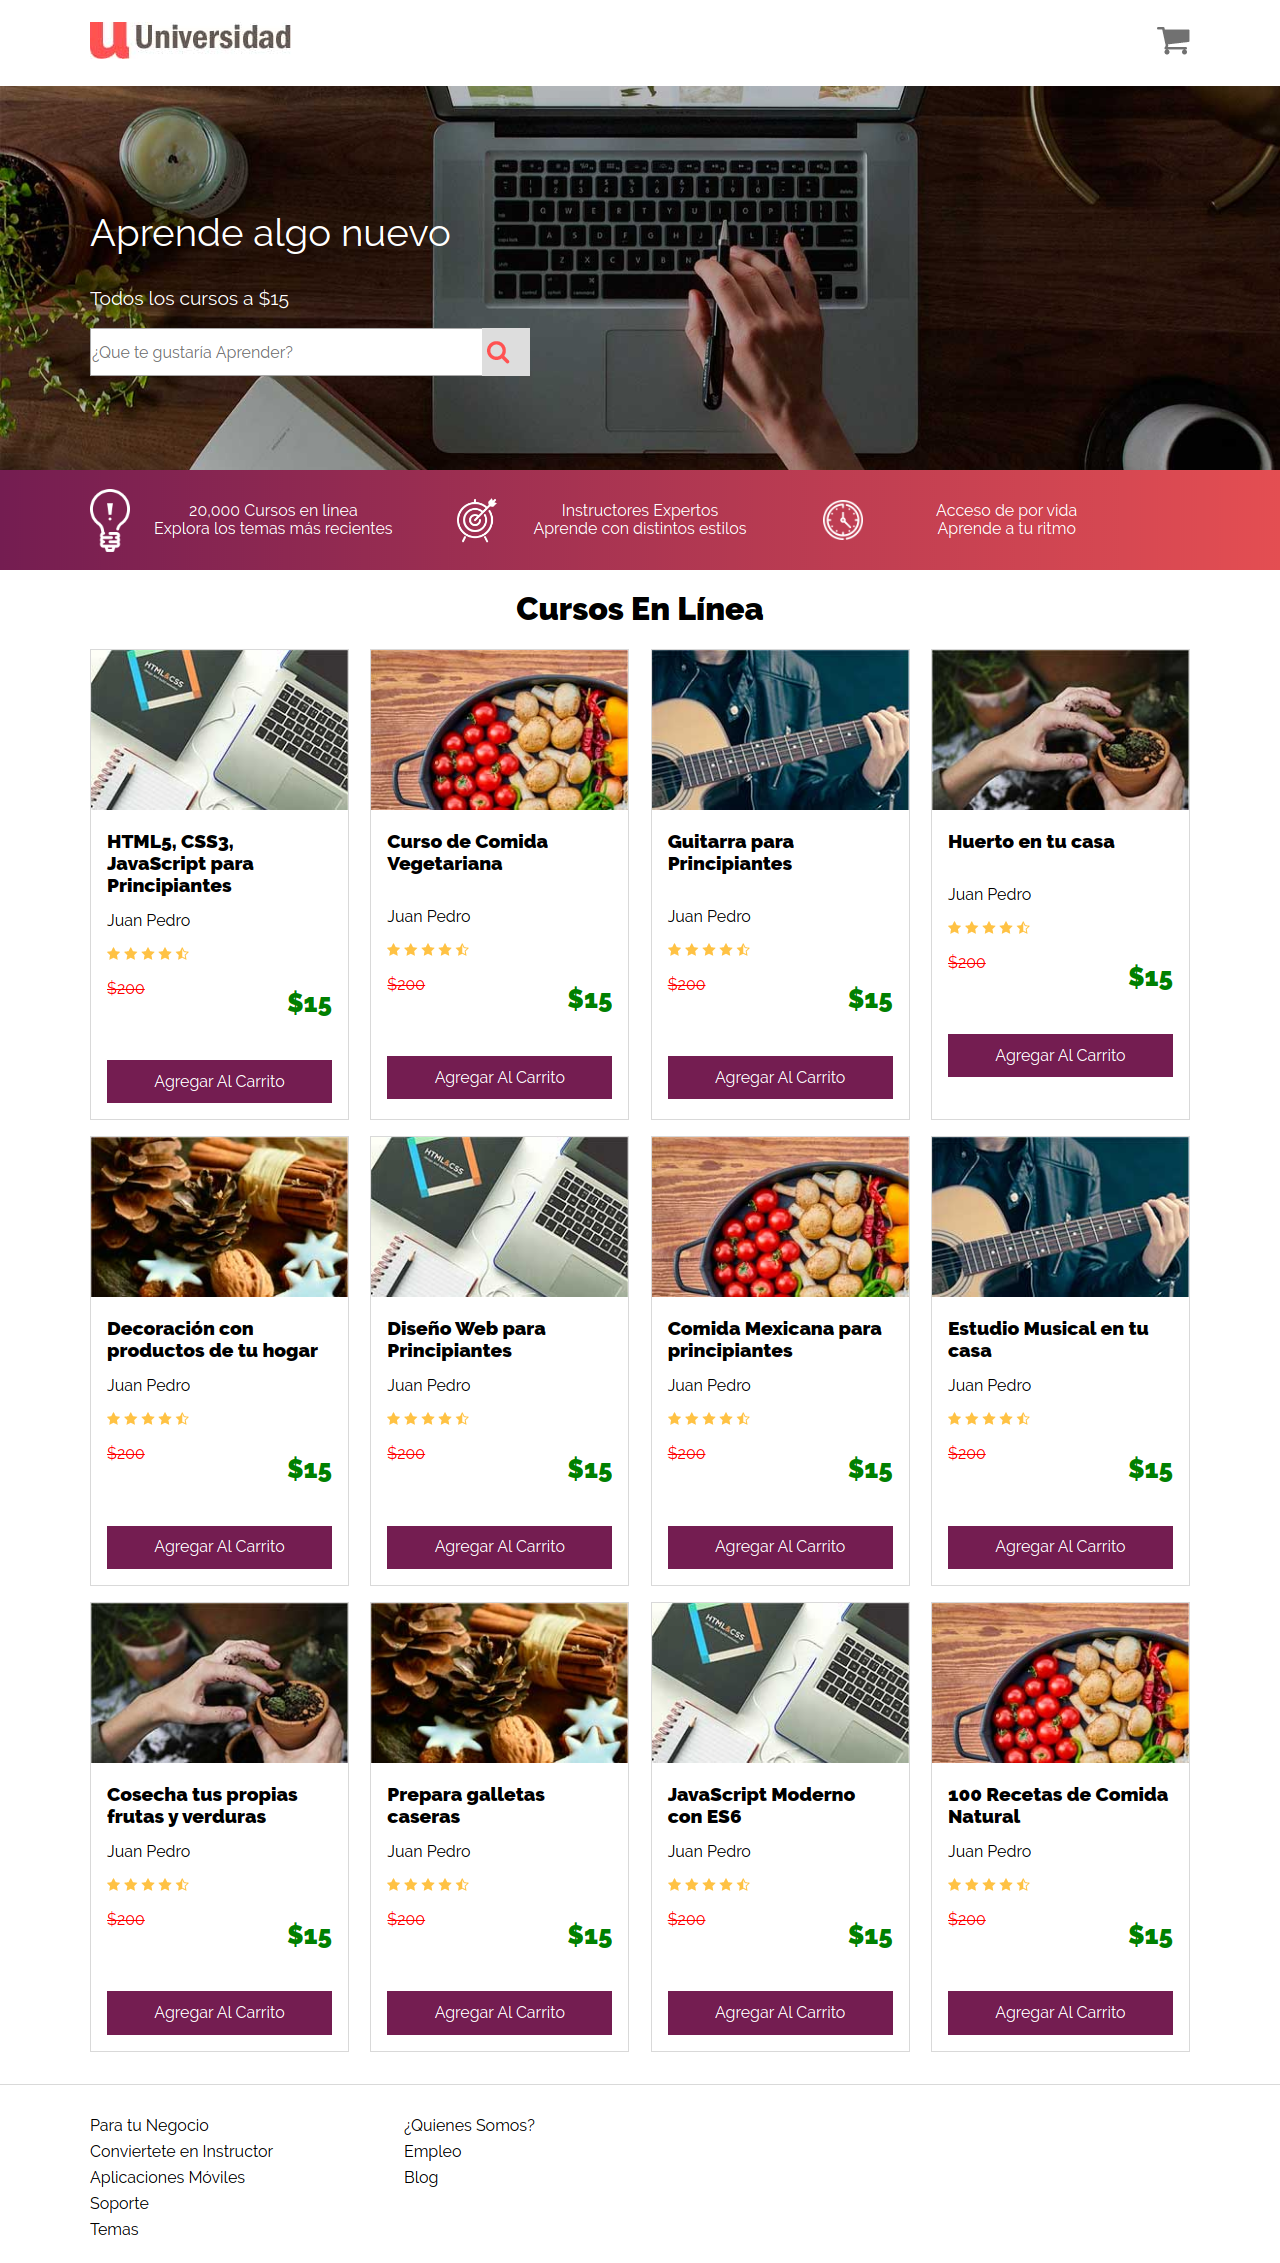 u Universidad
Aprende algo nuevo
Todos los cursos a $15
¿Que te gustaría Aprender?
20,000 Cursos en línea
Explora los temas más recientes
Instructores Expertos
Aprende con distintos estilos
Acceso de por vida
Aprende a tu ritmo
Cursos En Línea
HTML&CSS
HTML5, CSS3,
JavaScript para
Principiantes
Juan Pedro
$200
$15
Agregar Al Carrito
Curso de Comida
Vegetariana
Juan Pedro
$200
$15
Agregar Al Carrito
Guitarra para
Principiantes
Juan Pedro
$200
$15
Agregar Al Carrito
Huerto en tu casa
Juan Pedro
$200
$15
Agregar Al Carrito
Decoración con
productos de tu hogar
Juan Pedro
$200
$15
Agregar Al Carrito
HTML&CSS
Diseño Web para
Principiantes
Juan Pedro
$200
$15
Agregar Al Carrito
Comida Mexicana para
principiantes
Juan Pedro
$200
$15
Agregar Al Carrito
Estudio Musical en tu
casa
Juan Pedro
$200
$15
Agregar Al Carrito
Cosecha tus propias
frutas y verduras
Juan Pedro
$200
$15
Agregar Al Carrito
Prepara galletas
caseras
Juan Pedro
$200
$15
Agregar Al Carrito
HTML&CSS
JavaScript Moderno
con ES6
Juan Pedro
$200
$15
Agregar Al Carrito
100 Recetas de Comida
Natural
Juan Pedro
$200
$15
Agregar Al Carrito
Para tu Negocio
Conviertete en Instructor
Aplicaciones Móviles
Soporte
Temas
¿Quienes Somos?
Empleo
Blog